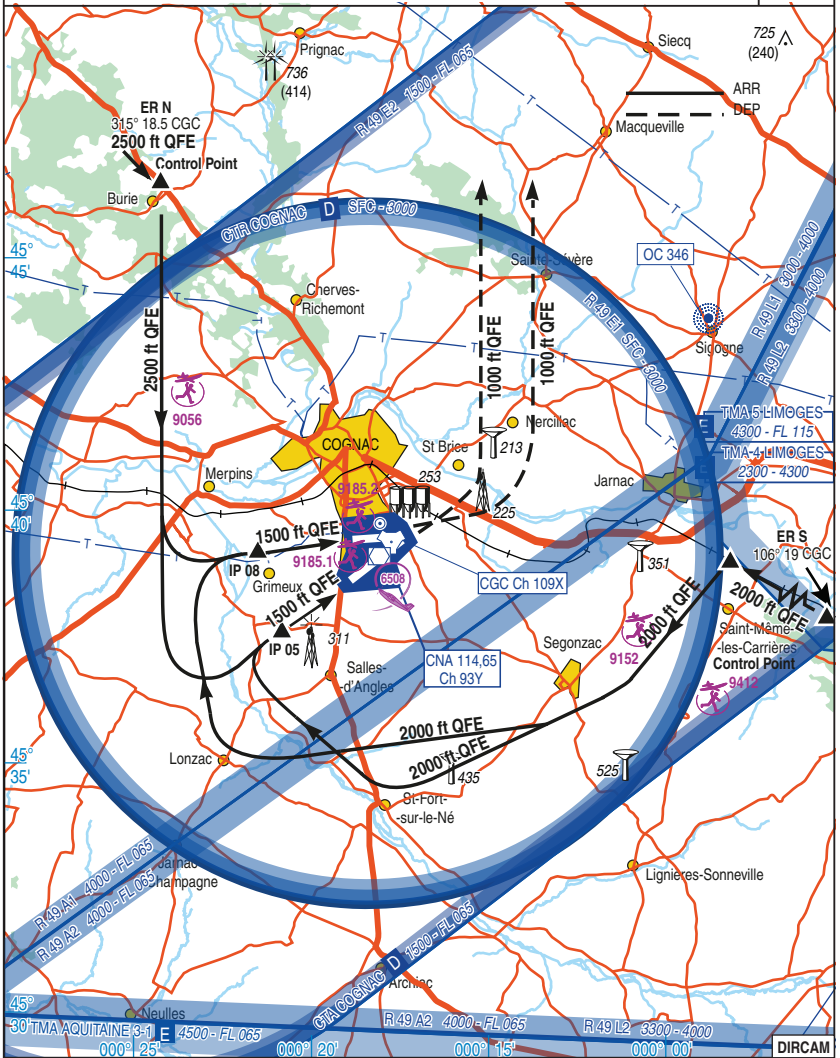 Prignac
736
(414)
Siecq
725
(240)
ARR
DEP
Macqueville
R 49 E2 1500 - FL 065
ER N
315° 18.5 CGC
2500 ft QFE
Control Point
Burie
CTR COGNAC D SFC - 3000
45°
45'
Sainte-Sévère
OC 346
R 49 L1 3000-4000
R 49 L2 3300-4000
Cherves-
Richemont
R 49 E1 SFC - 3000
Sigogne
T
T
T
T
T
T
T
T
2500 ft QFE
1000 ft QFE
1000 ft QFE
9056
TMA 5 LIMOGES
E 4300 - FL 115
TMA 4 LIMOGES
E 2300 - 4300
Nercillac
COGNAC
St Brice
213
Merpins
253
Jarnac
9185.2
45°
40'
225
1500 ft QFE
9185.1
IP 08
Grimeux
6508
CGC Ch 109X
351
ER S
106° 19 CGC
2000 ft QFE
1500 ft QFE
IP 05
311
2000 ft QFE
Saint-Même-
-les-Carrières
Control Point
9152
9412
Segonzac
CNA 114,65
Ch 93Y
Salles-
-d'Angles
2000 ft QFE
2000 ft QFE
Lonzac
45°
35'
435
525
St-Fort-
-sur-le-Né
Jarnac-
Champagne
R 49 A1 4000 - FL 065
R 49 A2 4000 - FL 065
Lignieres-Sonneville
CTA COGNAC D 1500 - FL 065
Archiac
45°
30'
Neulles
TMA AQUITAINE 3-1 E 4500 - FL 065
R 49 A2 4000 - FL 065
R 49 L2 3300-4000
000° 25'
000° 20'
000° 15'
000° 00'
DIRCAM